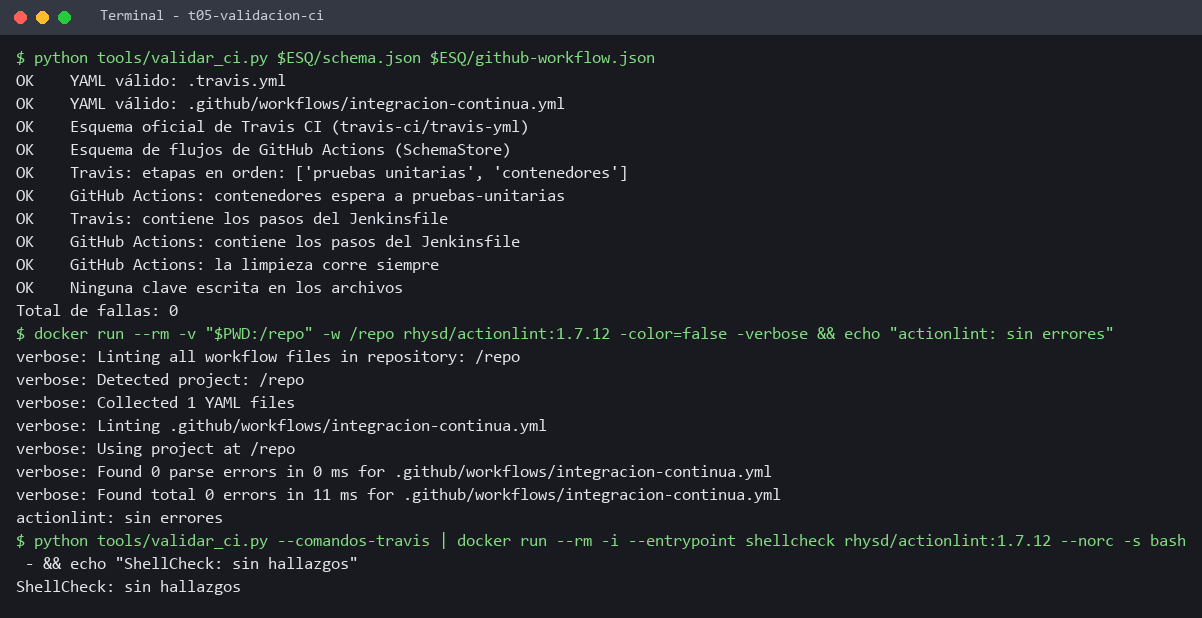 Terminal - t05-validacion-ci
$ python tools/validar_ci.py $ESQ/schema.json $ESQ/github-workflow.json
OK    YAML válido: .travis.yml
OK    YAML válido: .github/workflows/integracion-continua.yml
OK    Esquema oficial de Travis CI (travis-ci/travis-yml)
OK    Esquema de flujos de GitHub Actions (SchemaStore)
OK    Travis: etapas en orden: ['pruebas unitarias', 'contenedores']
OK    GitHub Actions: contenedores espera a pruebas-unitarias
OK    Travis: contiene los pasos del Jenkinsfile
OK    GitHub Actions: contiene los pasos del Jenkinsfile
OK    GitHub Actions: la limpieza corre siempre
OK    Ninguna clave escrita en los archivos
Total de fallas: 0
$ docker run --rm -v "$PWD:/repo" -w /repo rhysd/actionlint:1.7.12 -color=false -verbose && echo "actionlint: sin errores"
verbose: Linting all workflow files in repository: /repo
verbose: Detected project: /repo
verbose: Collected 1 YAML files
verbose: Linting .github/workflows/integracion-continua.yml
verbose: Using project at /repo
verbose: Found 0 parse errors in 0 ms for .github/workflows/integracion-continua.yml
verbose: Found total 0 errors in 11 ms for .github/workflows/integracion-continua.yml
actionlint: sin errores
$ python tools/validar_ci.py --comandos-travis | docker run --rm -i --entrypoint shellcheck rhysd/actionlint:1.7.12 --norc -s bash
 - && echo "ShellCheck: sin hallazgos"
ShellCheck: sin hallazgos